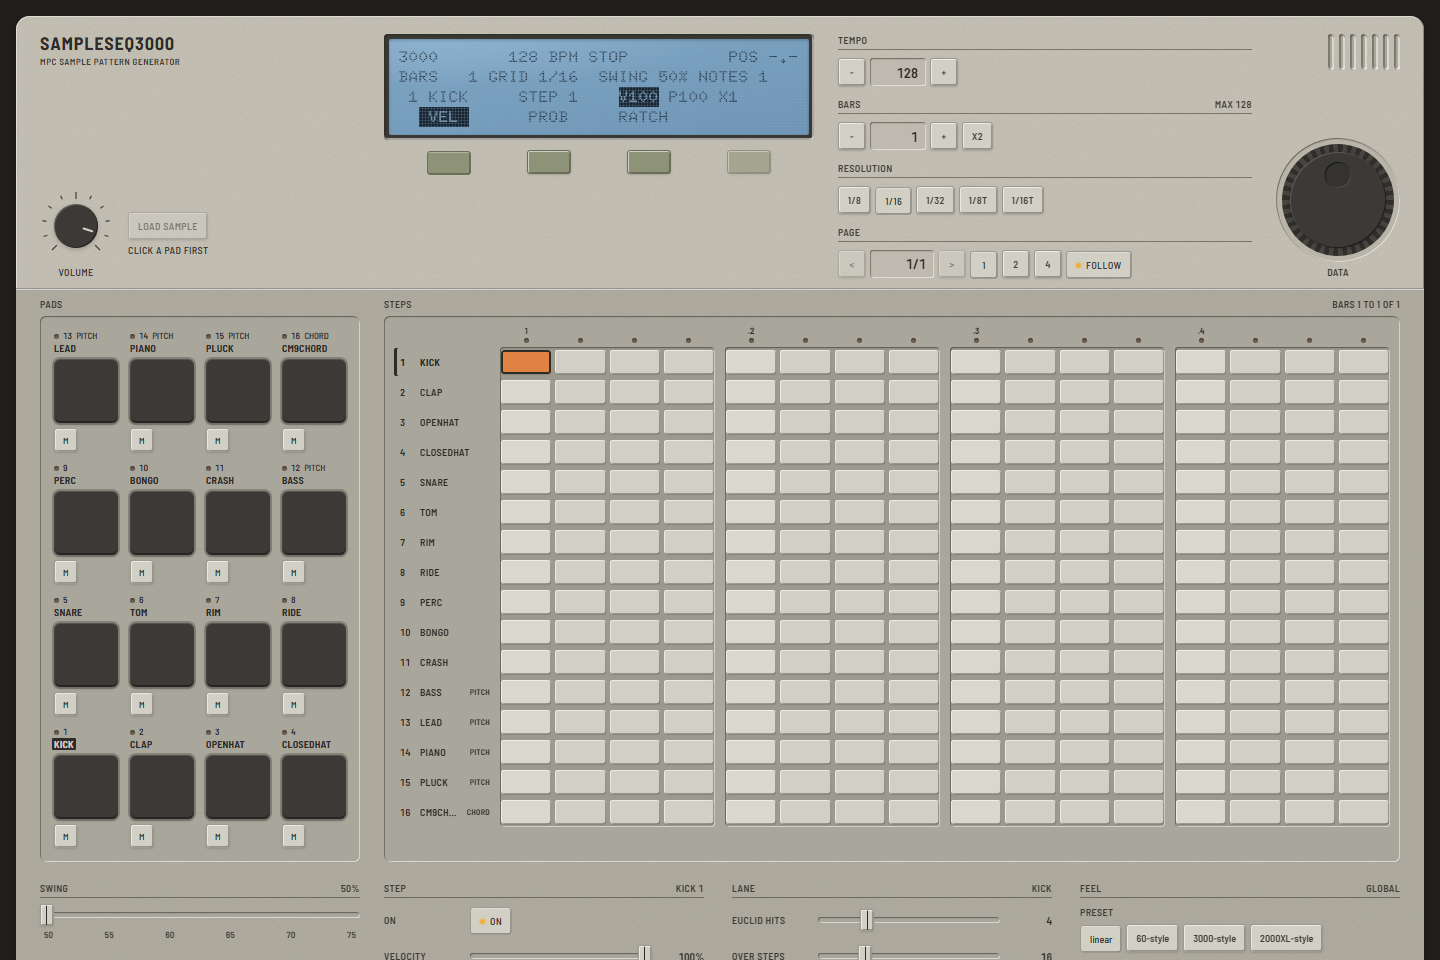 SAMPLESEQ3000
MPC SAMPLE PATTERN GENERATOR
3000 128 BPM STOP POS -.-
BARS 1 GRID 1/16 SWING 50% NOTES 1
1 KICK STEP 1 V100 P100 X1
VEL PROB RATCH
TEMPO
- 128 +
BARS MAX 128
- 1 + X2
RESOLUTION
1/8 1/16 1/32 1/8T 1/16T
PAGE
< 1/1 > 1 2 4 FOLLOW
LOAD SAMPLE
CLICK A PAD FIRST
VOLUME
DATA
PADS
13 PITCH 14 PITCH 15 PITCH 16 CHORD
LEAD PIANO PLUCK CM9CHORD
M M M M
9 10 11 12 PITCH
PERC BONGO CRASH BASS
M M M M
5 6 7 8
SNARE TOM RIM RIDE
M M M M
1 2 3 4
KICK CLAP OPENHAT CLOSEDHAT
M M M M
STEPS BARS 1 TO 1 OF 1
1 .2 .3 .4
1 KICK
2 CLAP
3 OPENHAT
4 CLOSEDHAT
5 SNARE
6 TOM
7 RIM
8 RIDE
9 PERC
10 BONGO
11 CRASH
12 BASS PITCH
13 LEAD PITCH
14 PIANO PITCH
15 PLUCK PITCH
16 CM9CH... CHORD
SWING 50%
50 55 60 65 70 75
STEP KICK 1
ON ON
VELOCITY 100%
LANE KICK
EUCLID HITS 4
OVER STEPS 16
FEEL GLOBAL
PRESET
linear 60-style 3000-style 2000XL-style